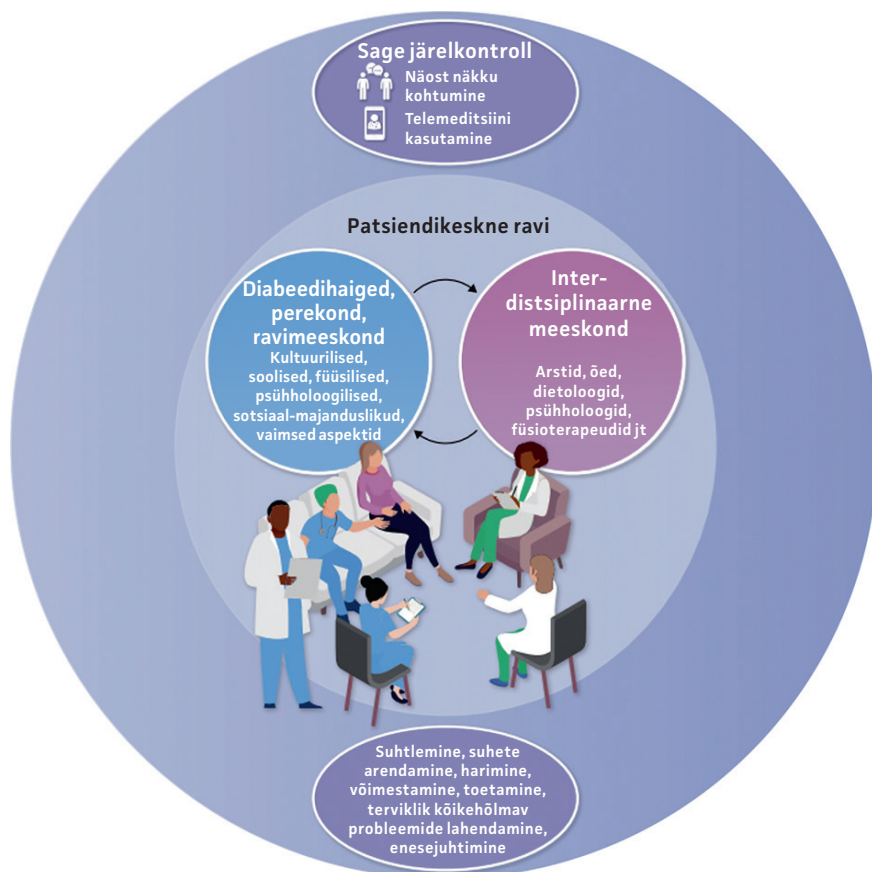 Sage järelkontroll
Näost näkku
kohtumine
Telemeditsiini
kasutamine
Patsiendikeskne ravi
Diabeedihaiged,
perekond,
ravimeeskond
Kultuurilised,
soolised, füüsilised,
psühholoogilised,
sotsiaal-majanduslikud,
vaimsed aspektid
Inter-
distsiplinaarne
meeskond
Arstid, õed,
dietoloogid,
psühholoogid,
füsioterapeudid jt
Suhtlemine, suhete
arendamine, harimine,
võimestamine, toetamine,
terviklik kõikehõlmav
probleemide lahendamine,
enesejuhtimine